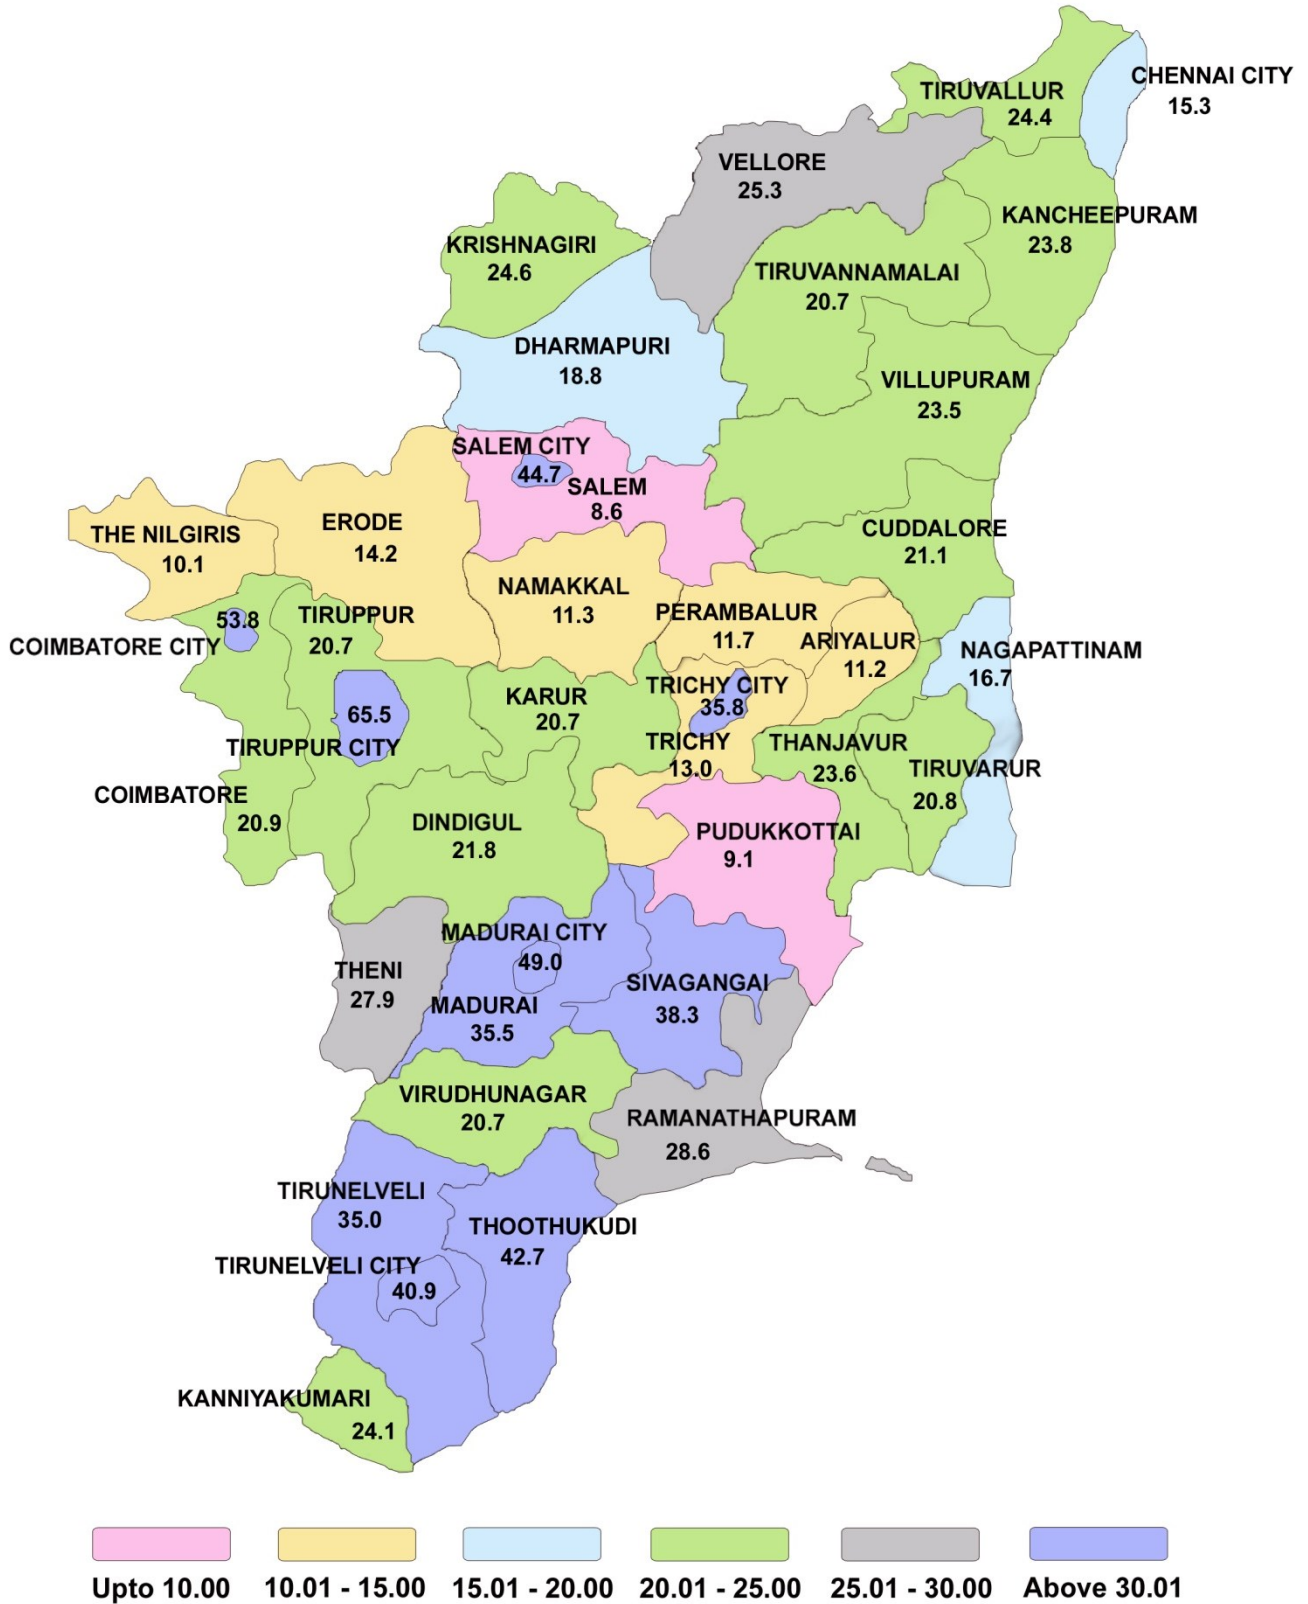 CHENNAI CITY
15.3
TIRUVALLUR
24.4
VELLORE
25.3
KANCHEEPURAM
23.8
KRISHNAGIRI
24.6
TIRUVANNAMALAI
20.7
DHARMAPURI
18.8
VILLUPURAM
23.5
SALEM CITY
44.7
SALEM
8.6
THE NILGIRIS
10.1
ERODE
14.2
CUDDALORE
21.1
NAMAKKAL
11.3
PERAMBALUR
11.7
ARIYALUR
11.2
53.8
COIMBATORE CITY
TIRUPPUR
20.7
NAGAPATTINAM
16.7
KARUR
20.7
TRICHY CITY
35.8
TRICHY
13.0
65.5
TIRUPPUR CITY
THANJAVUR
23.6
TIRUVARUR
20.8
COIMBATORE
20.9
DINDIGUL
21.8
PUDUKKOTTAI
9.1
MADURAI CITY
49.0
THENI
27.9
MADURAI
35.5
SIVAGANGAI
38.3
VIRUDHUNAGAR
20.7
RAMANATHAPURAM
28.6
TIRUNELVELI
35.0
THOOTHUKUDI
42.7
TIRUNELVELI CITY
40.9
KANNIYAKUMARI
24.1
Upto 10.00 10.01 - 15.00 15.01 - 20.00 20.01 - 25.00 25.01 - 30.00 Above 30.01